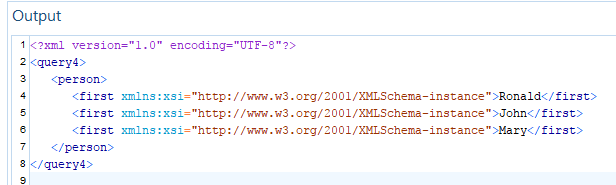 Output
1 <?xml version="1.0" encoding="UTF-8"?>
2 <query4>
3 <person>
4 <first xmlns:xsi="http://www.w3.org/2001/XMLSchema-instance">Ronald</first>
5 <first xmlns:xsi="http://www.w3.org/2001/XMLSchema-instance">John</first>
6 <first xmlns:xsi="http://www.w3.org/2001/XMLSchema-instance">Mary</first>
7 </person>
8 </query4>
9